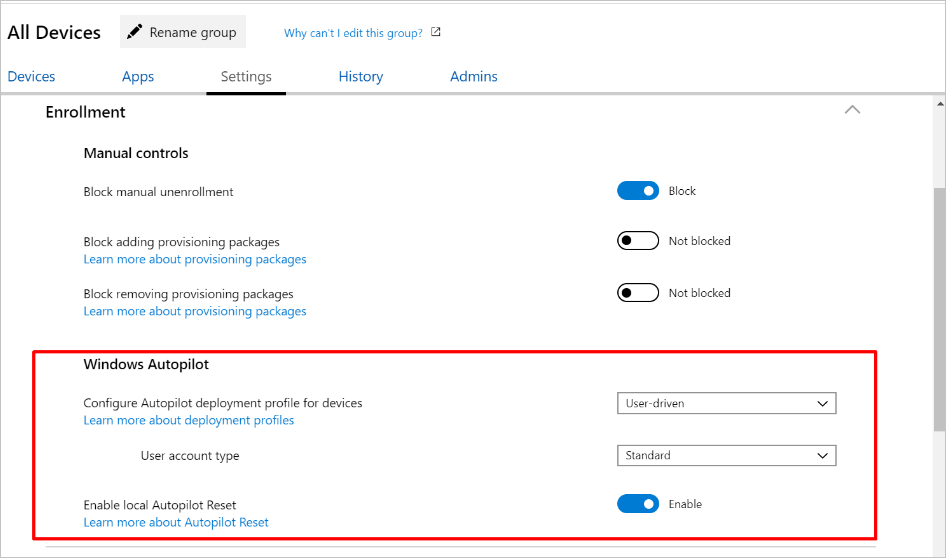 All Devices
Rename group
Why can't I edit this group?
Devices
Apps
Settings
History
Admins
Enrollment
Manual controls
Block manual unenrollment
Block
Block adding provisioning packages
Not blocked
Learn more about provisioning packages
Block removing provisioning packages
Not blocked
Learn more about provisioning packages
Windows Autopilot
Configure Autopilot deployment profile for devices
User-driven
Learn more about deployment profiles
User account type
Standard
Enable local Autopilot Reset
Enable
Learn more about Autopilot Reset